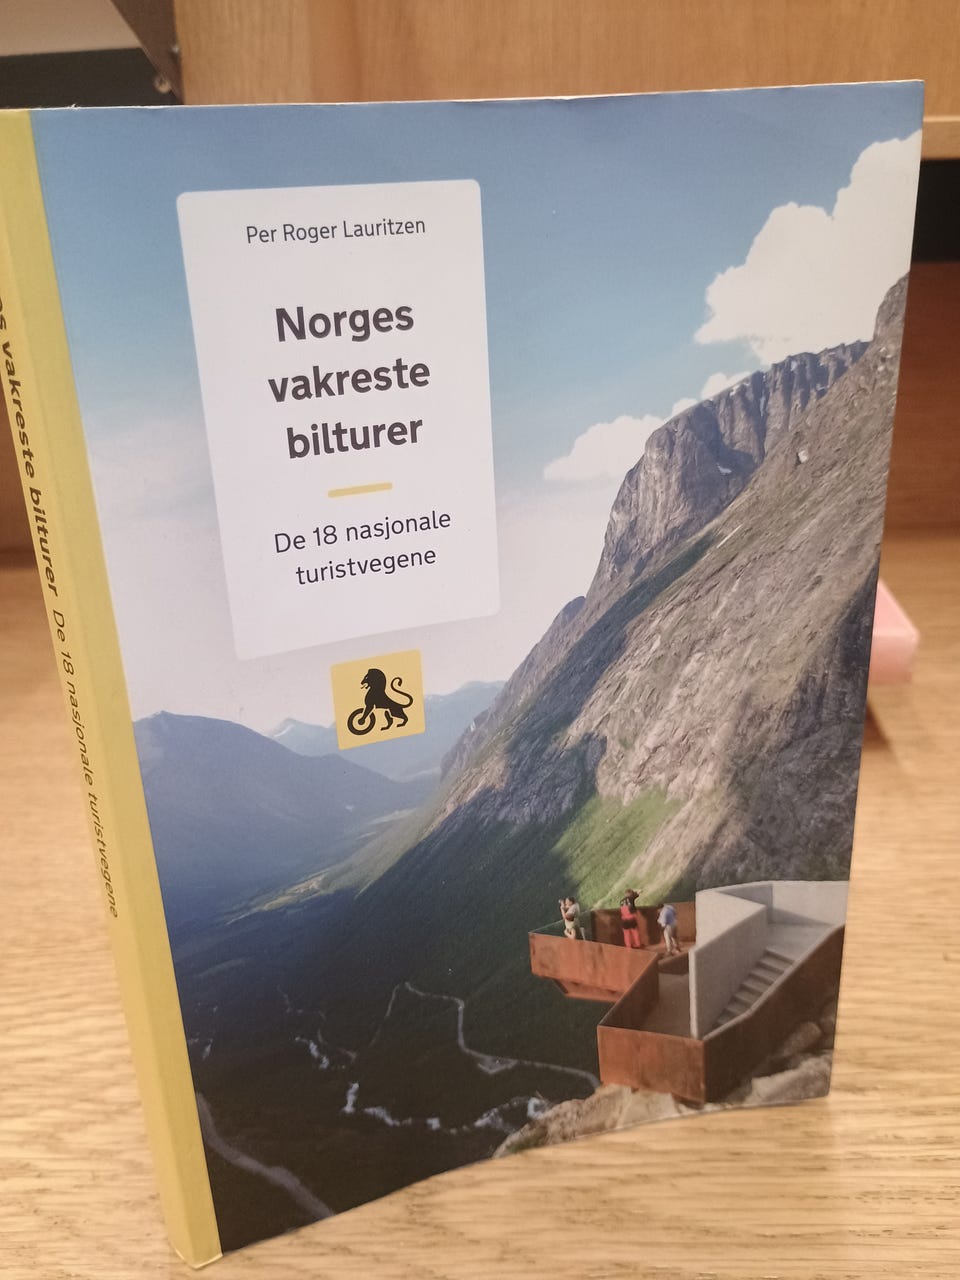 Per Roger Lauritzen
Norges
vakreste
bilturer
De 18 nasjonale
turistvegene
vakreste bilturer De 18 nasjonale turistvegene